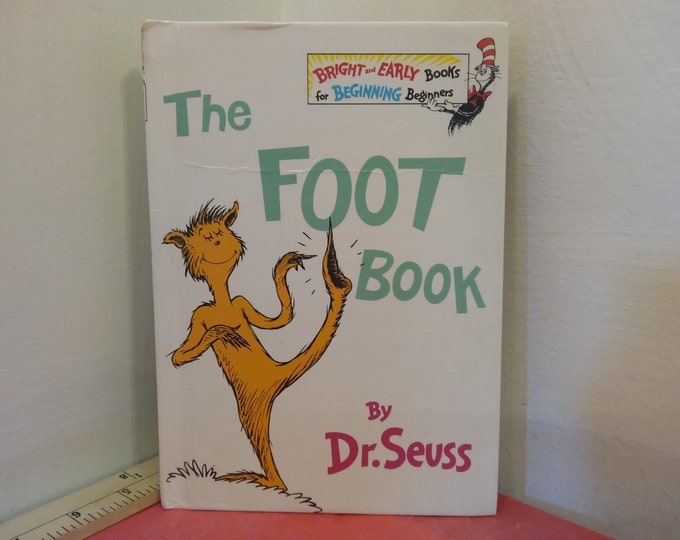 BRIGHT and EARLY BOOKS
for BEGINNING Beginners
The
FOOT
BOOK
By
Dr. Seuss